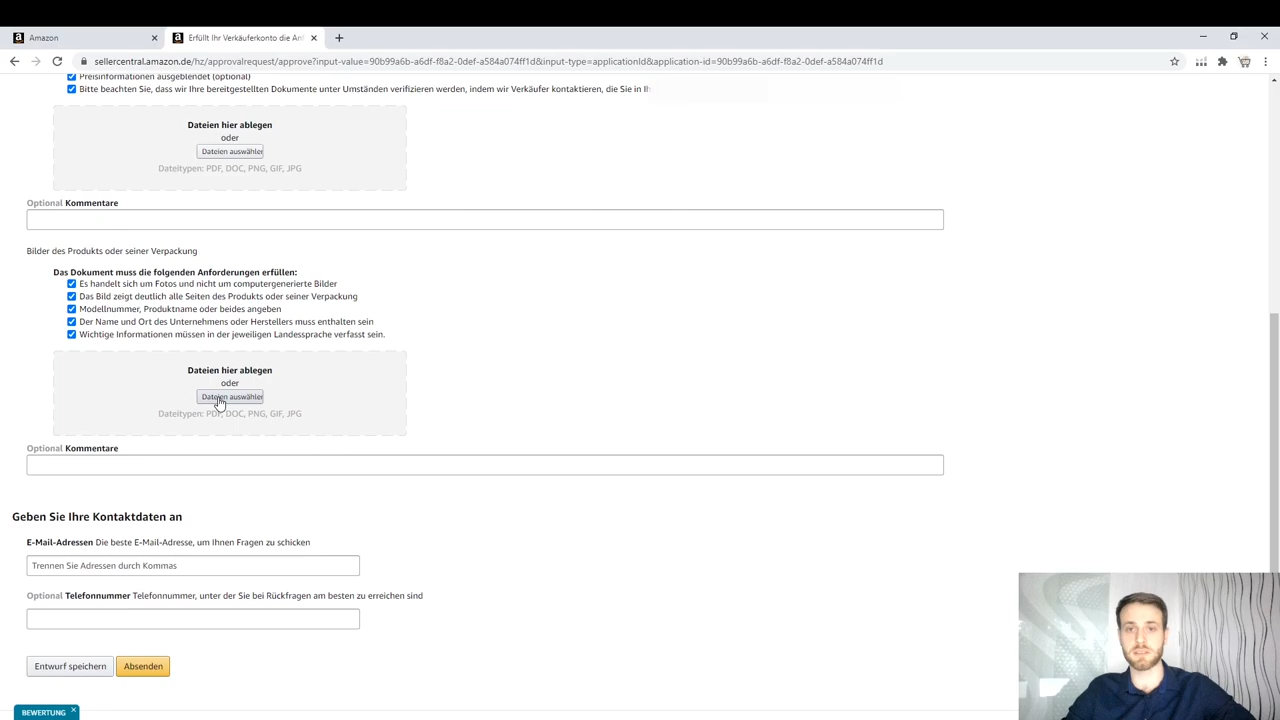 Amazon
Erfüllt Ihr Verkäuferkonto die Anf
sellercentral.amazon.de/hz/approvalrequest/approve?input-value=90b99a6b-a6df-f8a2-0def-a584a074ff1d&input-type=applicationId&application-id=90b99a6b-a6df-f8a2-0def-a584a074ff1d
Preisinformationen ausgeblendet (optional)
Bitte beachten Sie, dass wir Ihre bereitgestellten Dokumente unter Umständen verifizieren werden, indem wir Verkäufer kontaktieren, die Sie in Ih
Dateien hier ablegen
oder
Dateien auswählen
Dateitypen: PDF, DOC, PNG, GIF, JPG
Optional Kommentare
Bilder des Produkts oder seiner Verpackung
Das Dokument muss die folgenden Anforderungen erfüllen:
Es handelt sich um Fotos und nicht um computergenerierte Bilder
Das Bild zeigt deutlich alle Seiten des Produkts oder seiner Verpackung
Modellnummer, Produktname oder beides angeben
Der Name und Ort des Unternehmens oder Herstellers muss enthalten sein
Wichtige Informationen müssen in der jeweiligen Landessprache verfasst sein.
Dateien hier ablegen
oder
Dateien auswählen
Dateitypen: PDF, DOC, PNG, GIF, JPG
Optional Kommentare
Geben Sie Ihre Kontaktdaten an
E-Mail-Adressen Die beste E-Mail-Adresse, um Ihnen Fragen zu schicken
Trennen Sie Adressen durch Kommas
Optional Telefonnummer Telefonnummer, unter der Sie bei Rückfragen am besten zu erreichen sind
Entwurf speichern Absenden
BEWERTUNG